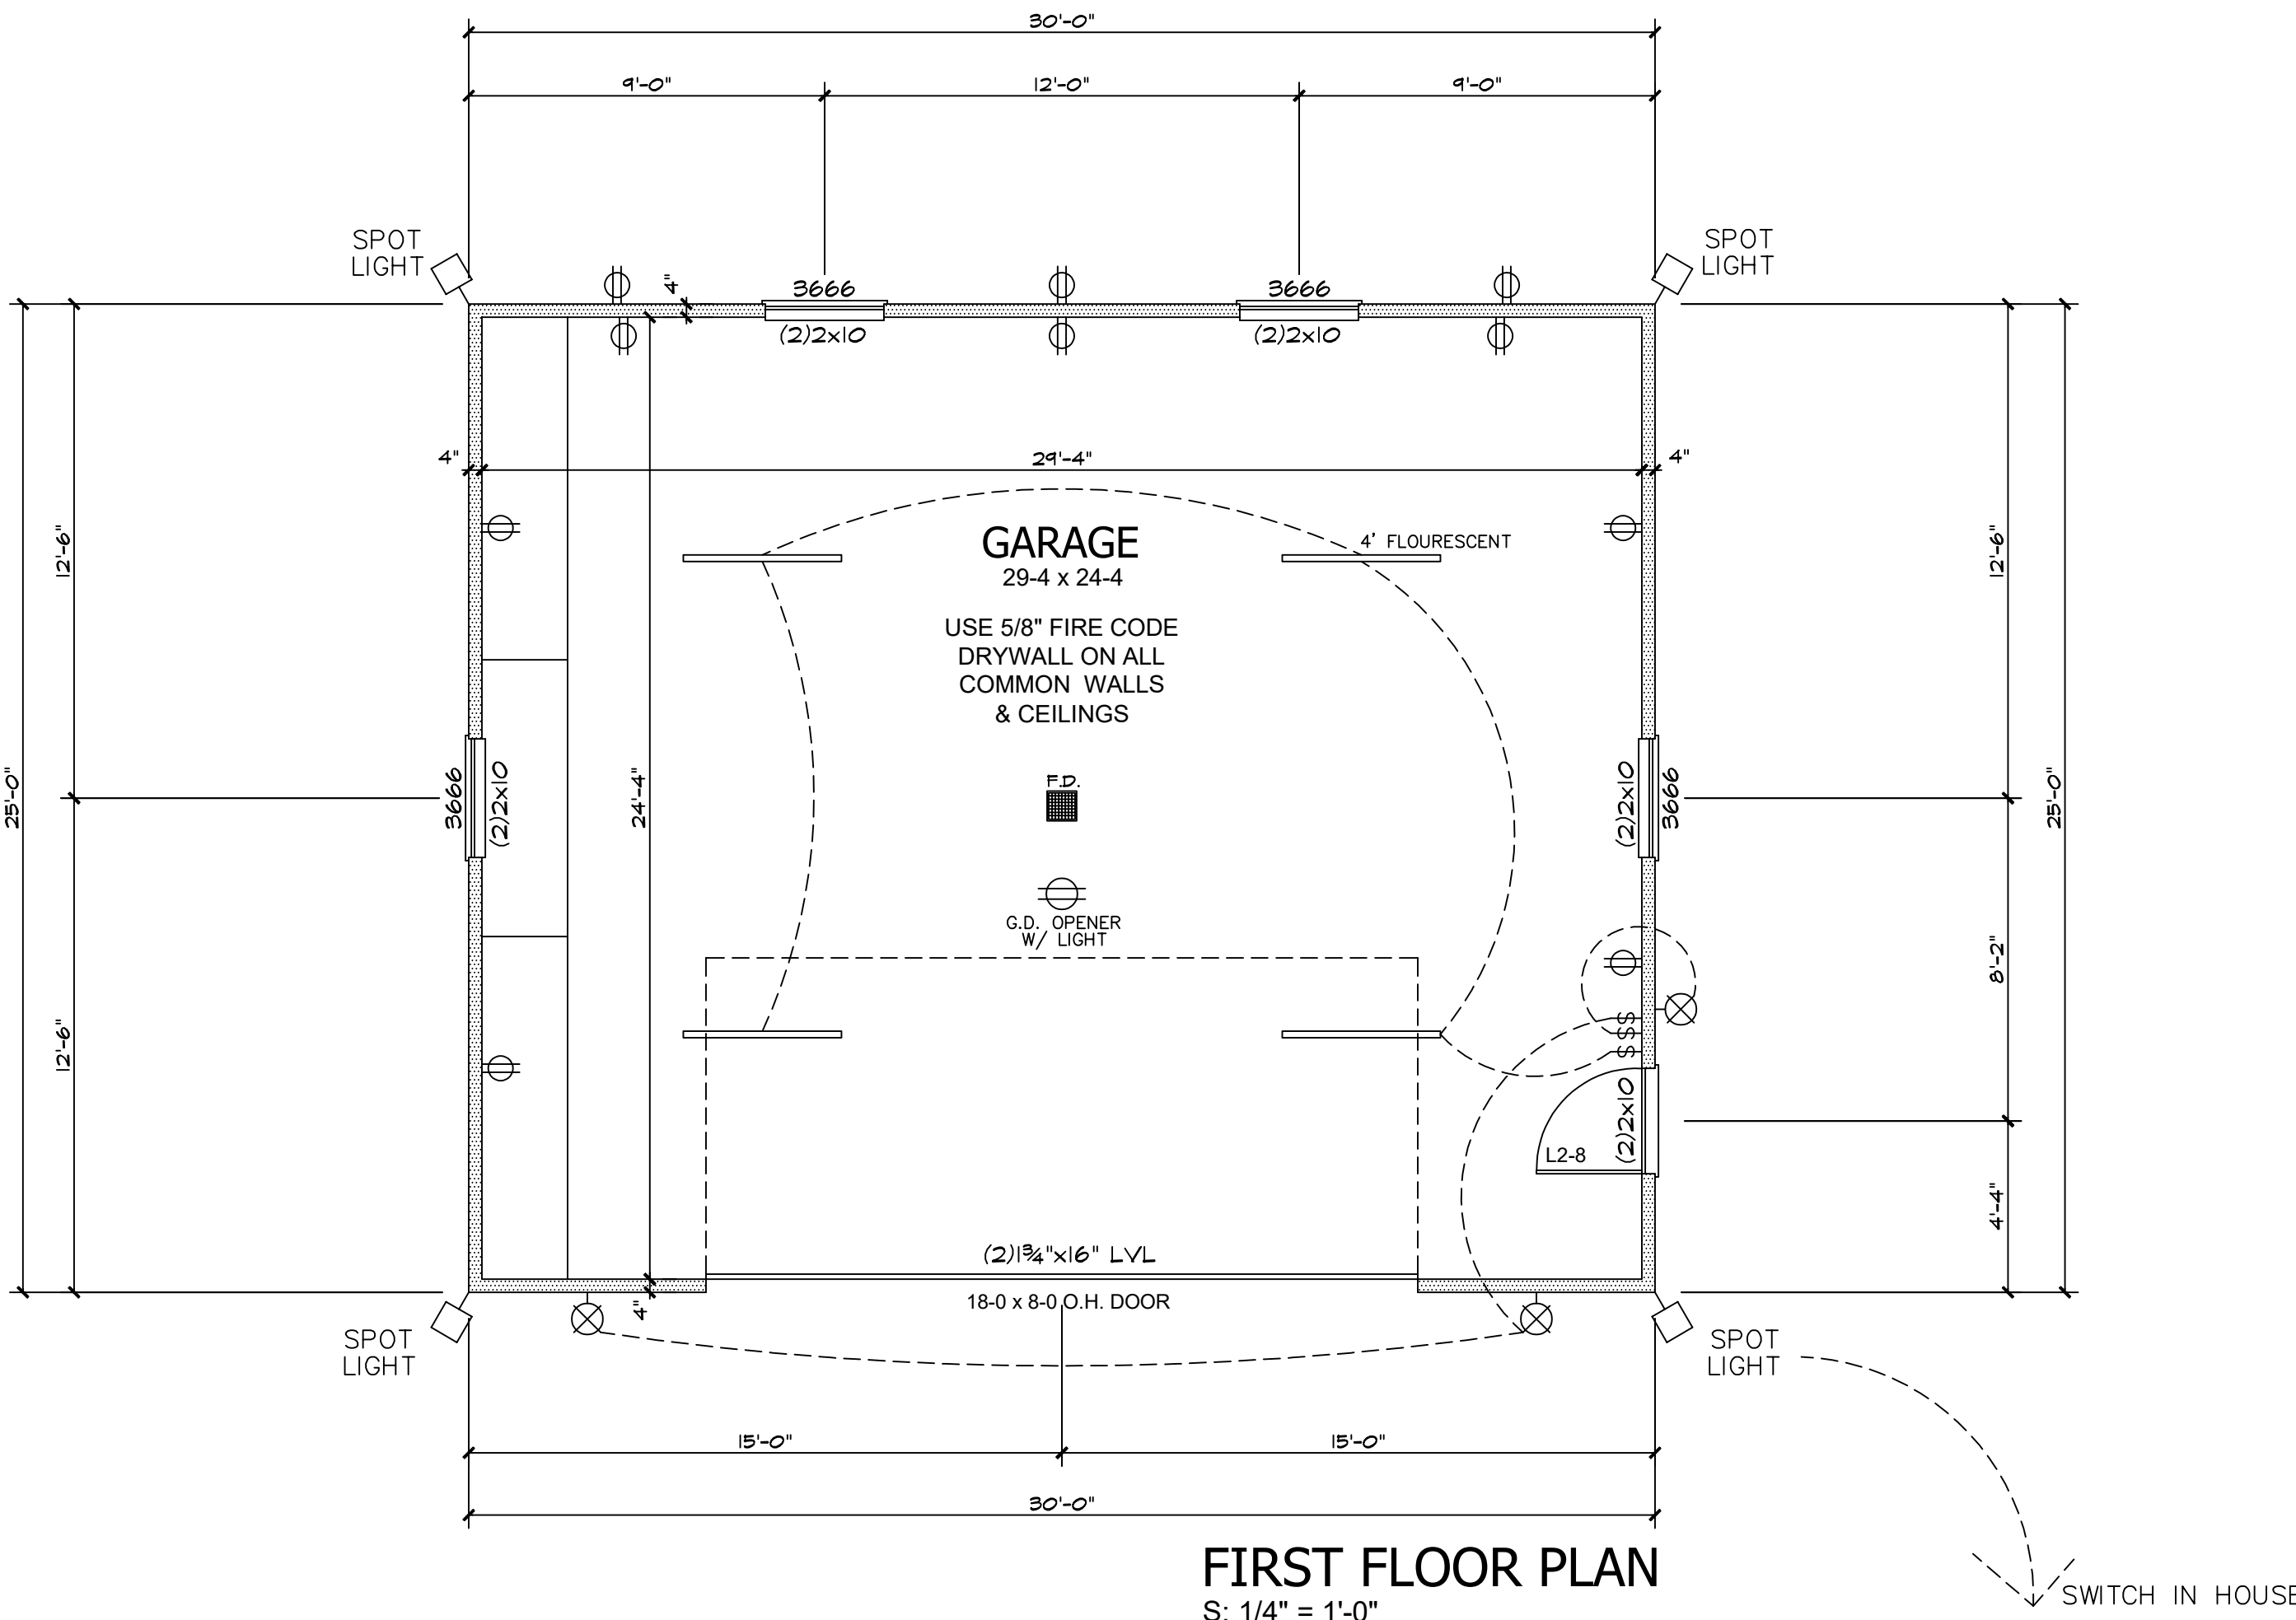 30'-0"
9'-0"
12'-0"
9'-0"
SPOT
LIGHT
SPOT
LIGHT
4"
3666
3666
(2)2x10
(2)2x10
4"
29'-4"
4"
12'-6"
12'-6"
GARAGE
4' FLOURESCENT
29-4 x 24-4
USE 5/8" FIRE CODE
DRYWALL ON ALL
COMMON WALLS
& CEILINGS
25'-0"
3666
(2)2x10
24'-4"
F.D.
(2)2x10
3666
25'-0"
G.D. OPENER
W/ LIGHT
8'-2"
12'-6"
S
S
S
(2)2x10
L2-8
4'-4"
(2)1¾"x16" LVL
4"
18-0 x 8-0 O.H. DOOR
SPOT
LIGHT
SPOT
LIGHT
15'-0"
15'-0"
30'-0"
FIRST FLOOR PLAN
S: 1/4" = 1'-0"
SWITCH IN HOUSE